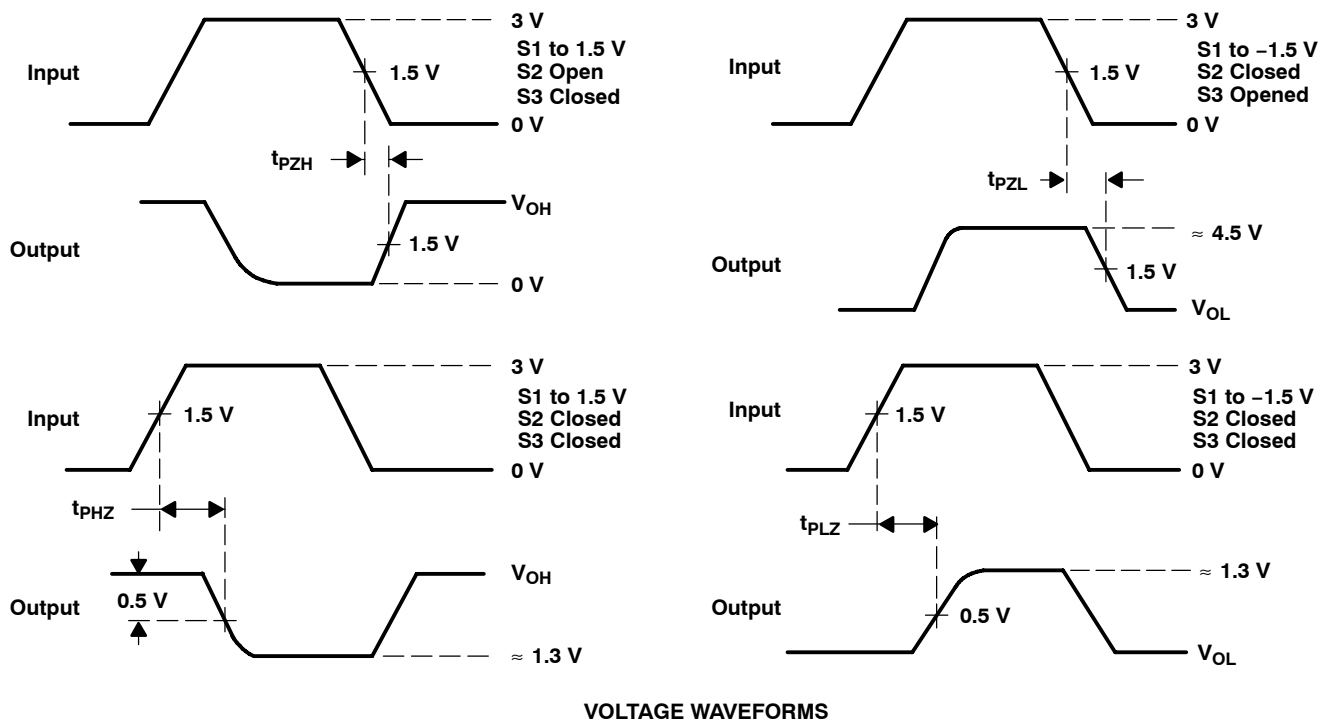 3 V
S1 to 1.5 V
S2 Open
S3 Closed
Input
1.5 V
0 V
tPZH
VOH
Output
1.5 V
0 V
3 V
S1 to −1.5 V
S2 Closed
S3 Opened
Input
1.5 V
0 V
tPZL
≈ 4.5 V
Output
1.5 V
VOL
3 V
S1 to 1.5 V
S2 Closed
S3 Closed
Input
1.5 V
0 V
tPHZ
VOH
Output
0.5 V
≈ 1.3 V
3 V
S1 to −1.5 V
S2 Closed
S3 Closed
Input
1.5 V
0 V
tPLZ
≈ 1.3 V
Output
0.5 V
VOL
VOLTAGE WAVEFORMS